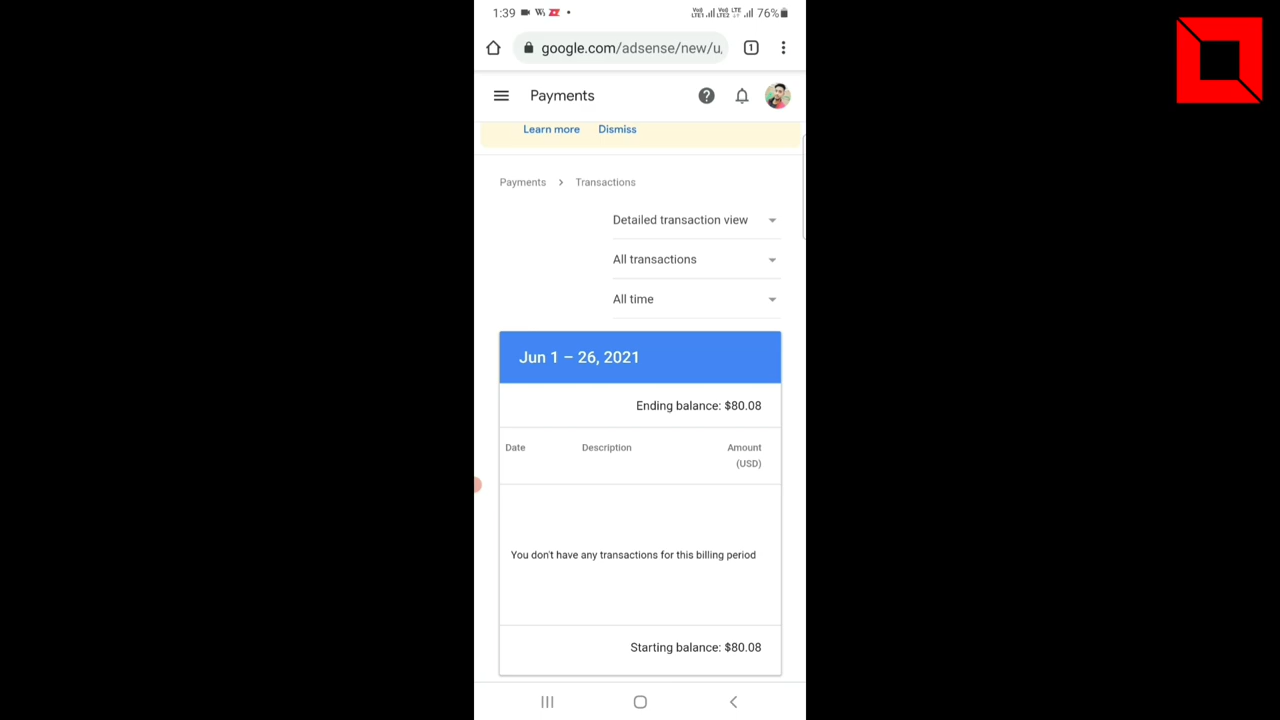 1:39
76%
google.com/adsense/new/u
1
Payments
Learn more Dismiss
Payments > Transactions
Detailed transaction view
All transactions
All time
Jun 1 – 26, 2021
Ending balance: $80.08
Date Description Amount
(USD)
You don't have any transactions for this billing period
Starting balance: $80.08